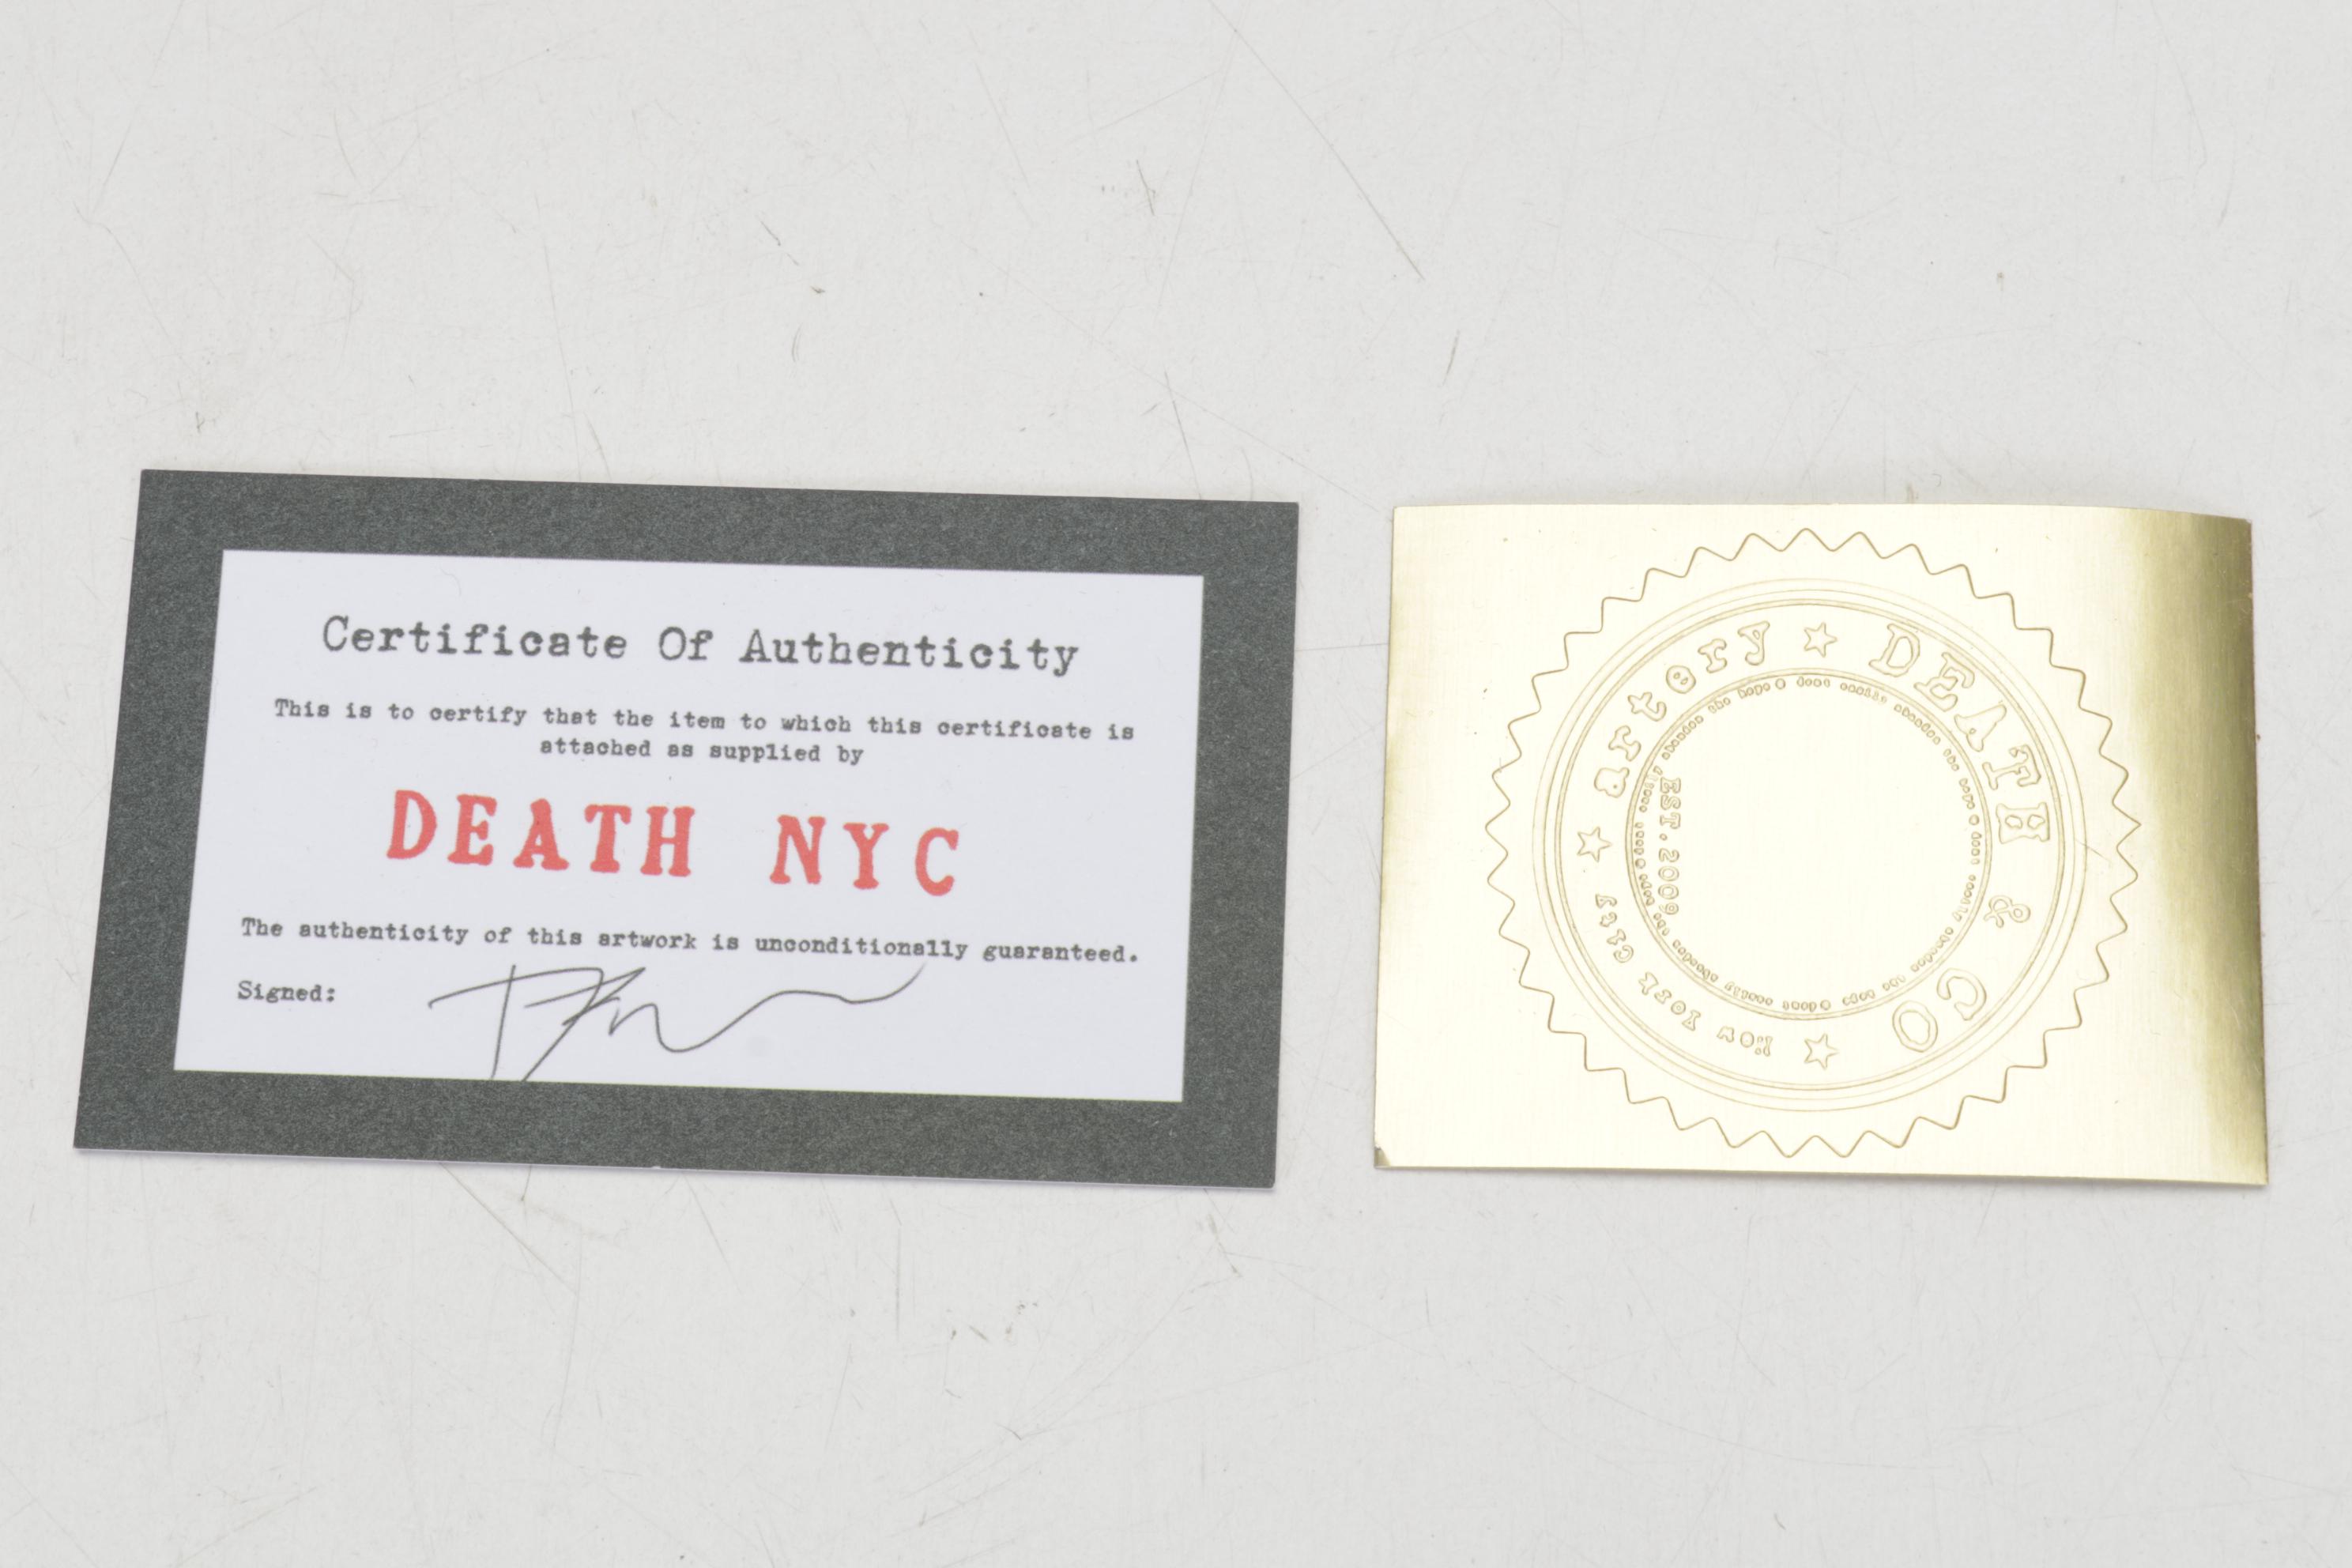 Certificate Of Authenticity
This is to certify that the item to which this certificate is
attached as supplied by
DEATH NYC
The authenticity of this artwork is unconditionally guaranteed.
Signed:
artery ☆ DEATH & CO ☆ New York City ☆
EST. 2009